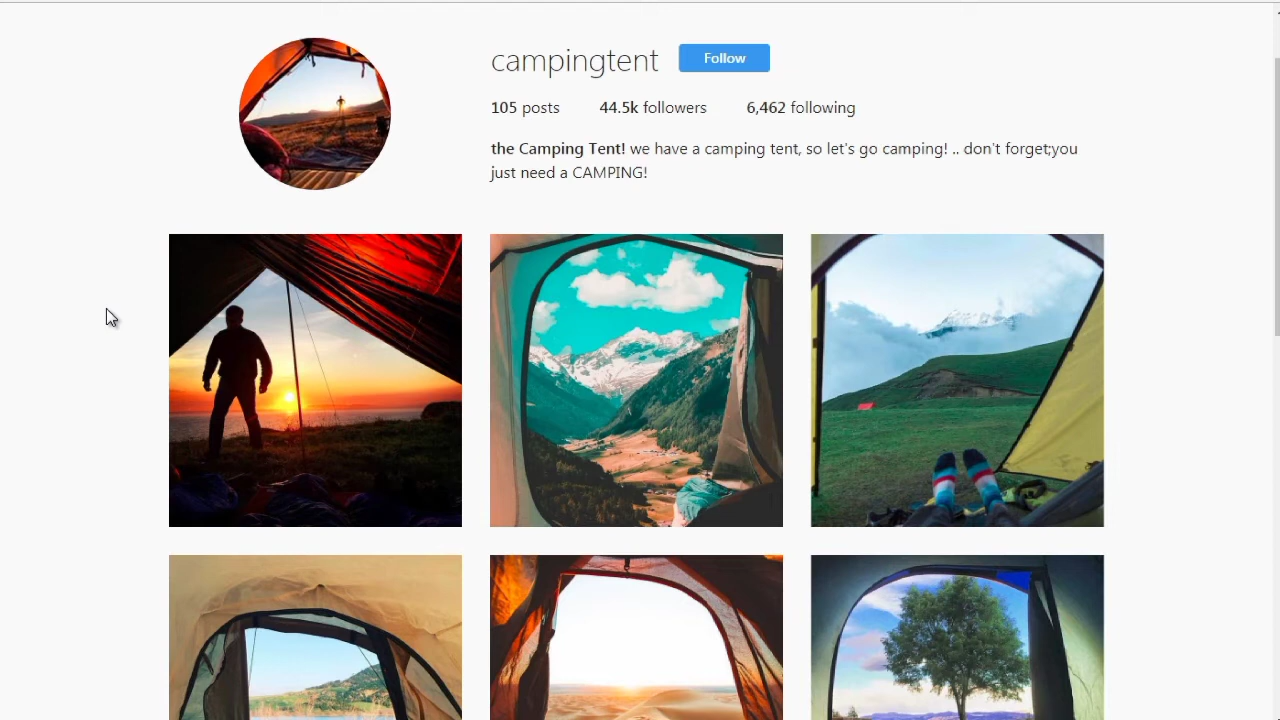 campingtent Follow
105 posts 44.5k followers 6,462 following
the Camping Tent! we have a camping tent, so let's go camping! .. don't forget;you
just need a CAMPING!